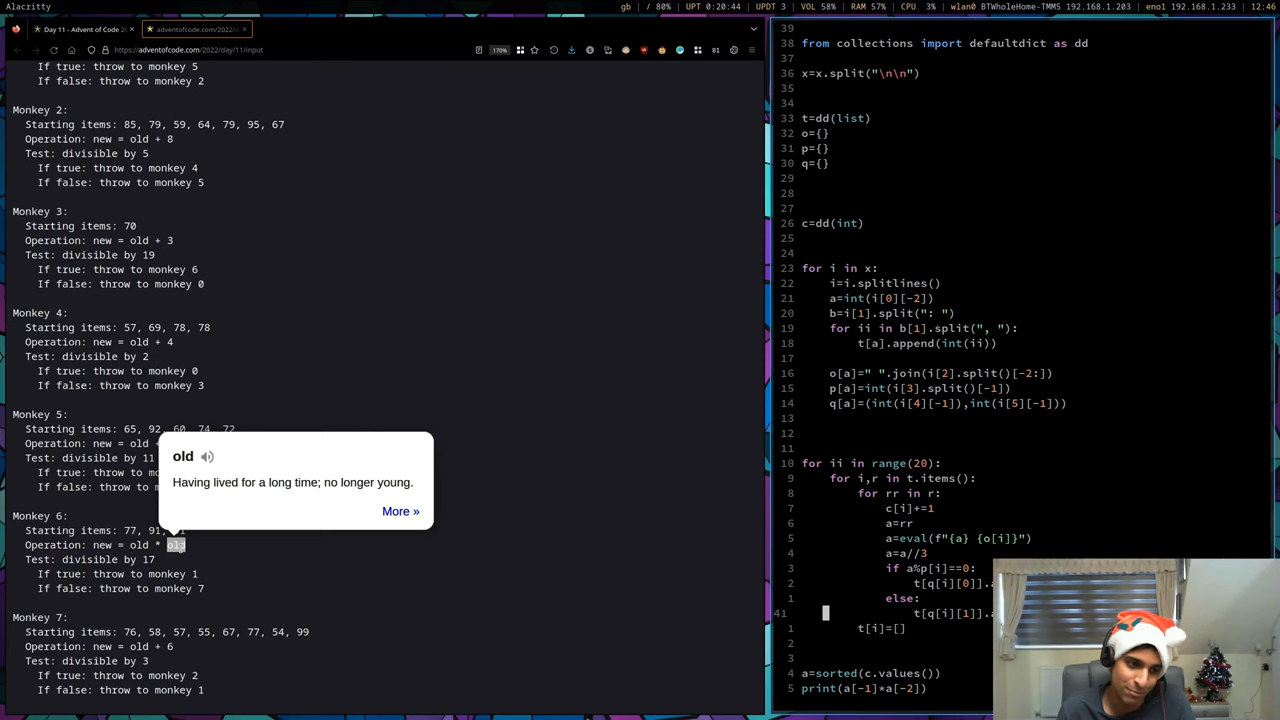 Alacritty
gb / 80% | UPT 0:20:44 | UPDT 3 | VOL 58% | RAM 57% | CPU 3% | wlan0 BTWholeHome-TMM5 192.168.1.203 | eno1 192.168.1.233 | 12:46
Day 11 - Advent of Code 20
adventofcode.com/2022/day/11/i
https://adventofcode.com/2022/day/11/input
170%
81
If true: throw to monkey 5
If false: throw to monkey 2
Monkey 2:
Starting items: 85, 79, 59, 64, 79, 95, 67
Operation: new = old + 8
Test: divisible by 5
If true: throw to monkey 4
If false: throw to monkey 5
Monkey 3:
Starting items: 70
Operation: new = old + 3
Test: divisible by 19
If true: throw to monkey 6
If false: throw to monkey 0
Monkey 4:
Starting items: 57, 69, 78, 78
Operation: new = old + 4
Test: divisible by 2
If true: throw to monkey 0
If false: throw to monkey 3
Monkey 5:
Starting items: 65, 92, 60, 74, 72
Operation: new = old
Test: divisible by 11
If true: throw to mo
If false: throw to mo
old
Having lived for a long time; no longer young.
More »
Monkey 6:
Starting items: 77, 91,
Operation: new = old * old
Test: divisible by 17
If true: throw to monkey 1
If false: throw to monkey 7
Monkey 7:
Starting items: 76, 58, 57, 55, 67, 77, 54, 99
Operation: new = old + 6
Test: divisible by 3
If true: throw to monkey 2
If false: throw to monkey 1
39
38 from collections import defaultdict as dd
37
36 x=x.split("\n\n")
35
34
33 t=dd(list)
32 o={}
31 p={}
30 q={}
29
28
27
26 c=dd(int)
25
24
23 for i in x:
22 i=i.splitlines()
21 a=int(i[0][-2])
20 b=i[1].split(": ")
19 for ii in b[1].split(", "):
18 t[a].append(int(ii))
17
16 o[a]=" ".join(i[2].split()[-2:])
15 p[a]=int(i[3].split()[-1])
14 q[a]=(int(i[4][-1]),int(i[5][-1]))
13
12
11
10 for ii in range(20):
9 for i,r in t.items():
8 for rr in r:
7 c[i]+=1
6 a=rr
5 a=eval(f"{a} {o[i]}")
4 a=a//3
3 if a%p[i]==0:
2 t[q[i][0]].a
1 else:
41 t[q[i][1]].a
1 t[i]=[]
2
3
4 a=sorted(c.values())
5 print(a[-1]*a[-2])